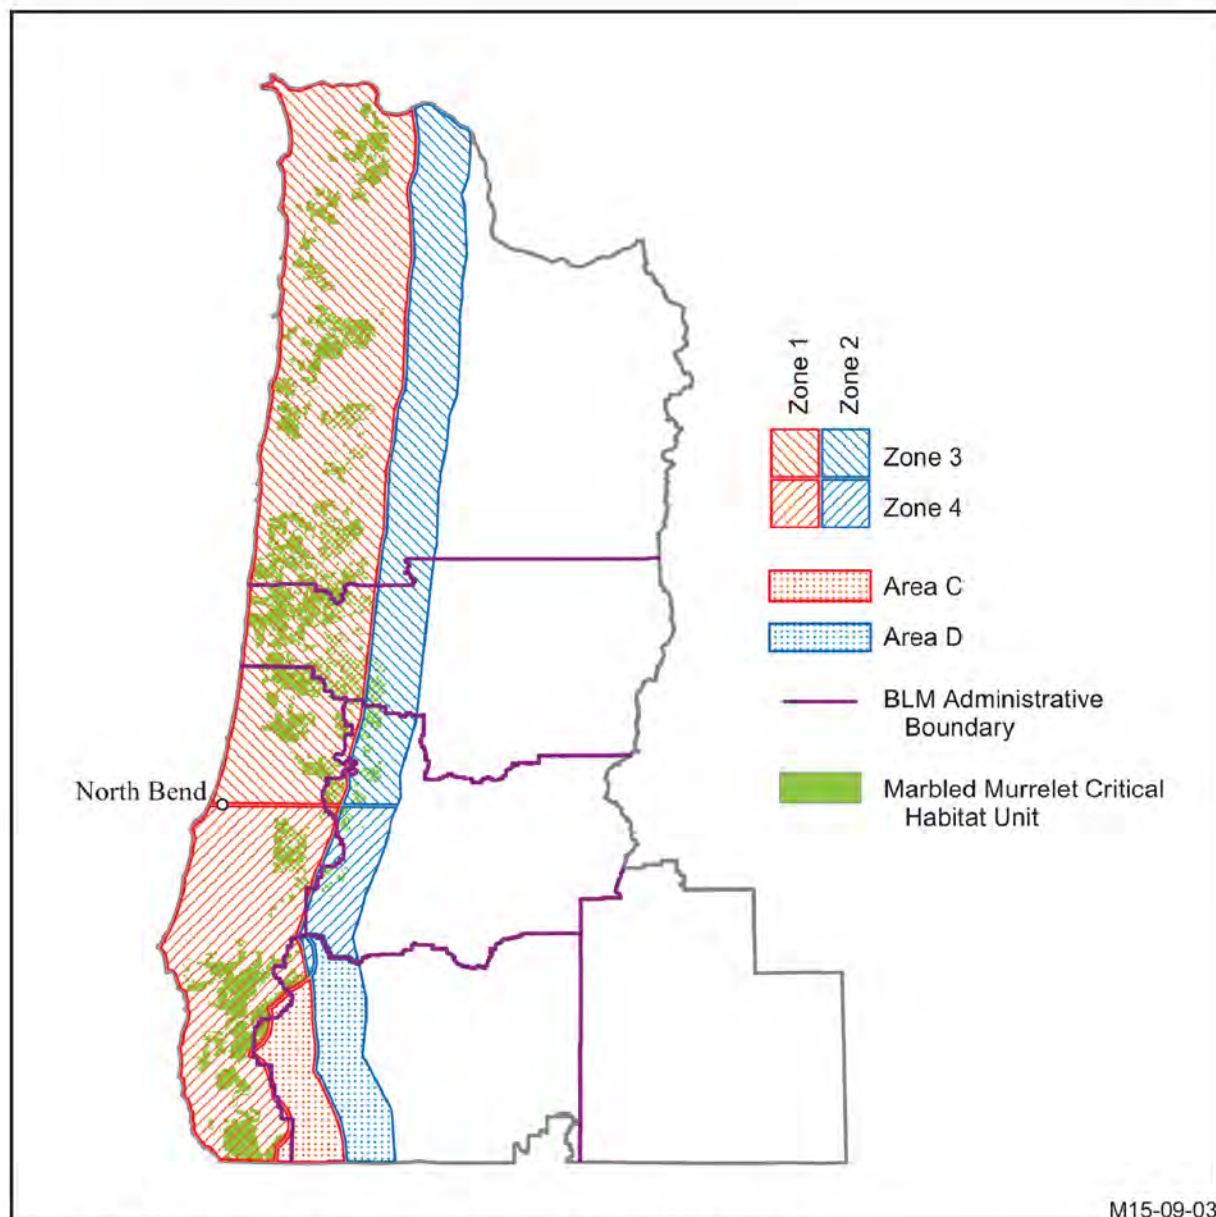 Zone 1
Zone 2
Zone 3
Zone 4
Area C
Area D
BLM Administrative
Boundary
North Bend
Marbled Murrelet Critical
Habitat Unit
M15-09-03